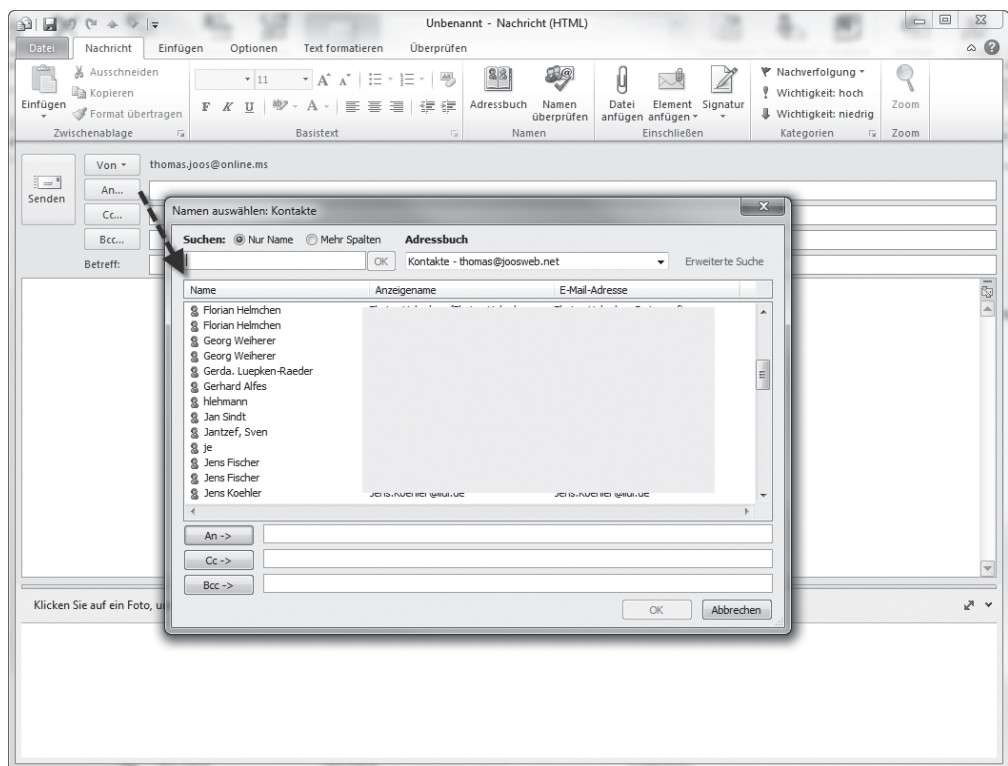 Unbenannt - Nachricht (HTML)
Datei Nachricht Einfügen Optionen Text formatieren Überprüfen
Einfügen
Ausschneiden
Kopieren
Format übertragen
Zwischenablage
11
F K U
Basistext
Adressbuch
Namen überprüfen
Namen
Datei anfügen
Element anfügen
Signatur
Einschließen
Nachverfolgung
Wichtigkeit: hoch
Wichtigkeit: niedrig
Kategorien
Zoom
Zoom
Senden
Von thomas.joos@online.ms
An...
Cc...
Bcc...
Betreff:
Namen auswählen: Kontakte
Suchen: Nur Name Mehr Spalten Adressbuch
OK Kontakte - thomas@joosweb.net Erweiterte Suche
Name Anzeigename E-Mail-Adresse
Florian Helmchen
Florian Helmchen
Georg Weiherer
Georg Weiherer
Gerda. Luepken-Raeder
Gerhard Alfes
hlehmann
Jan Sindt
Jantzef, Sven
je
Jens Fischer
Jens Fischer
Jens Koehler
An ->
Cc ->
Bcc ->
OK Abbrechen
Klicken Sie auf ein Foto, u